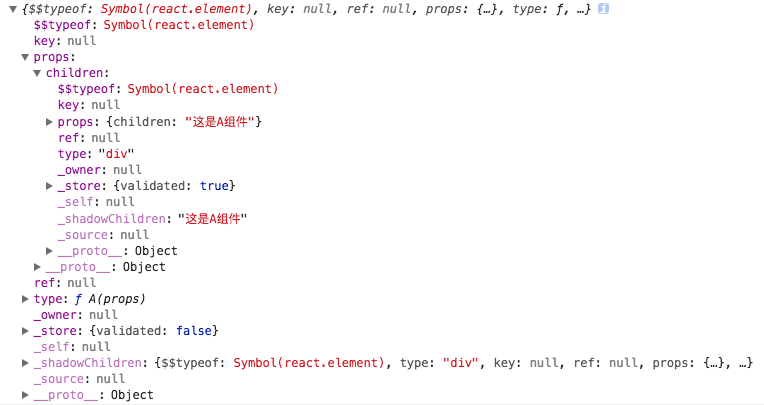 {$$typeof: Symbol(react.element), key: null, ref: null, props: {…}, type: ƒ, …} i
$$typeof: Symbol(react.element)
key: null
props:
children:
$$typeof: Symbol(react.element)
key: null
props: {children: "这是A组件"}
ref: null
type: "div"
_owner: null
_store: {validated: true}
_self: null
_shadowChildren: "这是A组件"
_source: null
__proto__: Object
__proto__: Object
ref: null
type: ƒ A(props)
_owner: null
_store: {validated: false}
_self: null
_shadowChildren: {$$typeof: Symbol(react.element), type: "div", key: null, ref: null, props: {…}, …}
_source: null
__proto__: Object